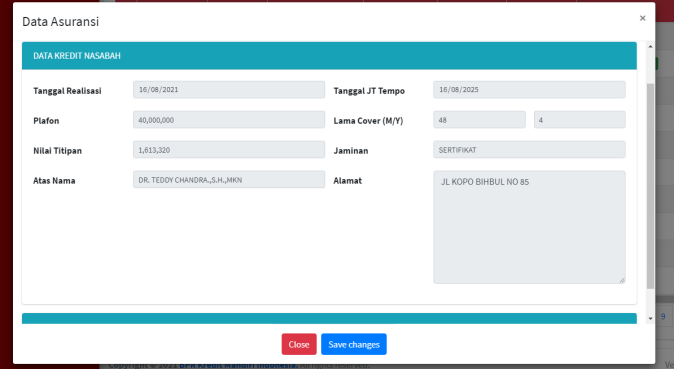 Data Asuransi ×
DATA KREDIT NASABAH
Tanggal Realisasi 16/08/2021 Tanggal JT Tempo 16/08/2025
Plafon 40,000,000 Lama Cover (M/Y) 48 4
Nilai Titipan 1,613,320 Jaminan SERTIFIKAT
Atas Nama DR. TEDDY CHANDRA.,S.H.,MKN Alamat JL KOPO BIHBUL NO 85
9
Close Save changes
Copyright © 2021 BPR Kredit Mandiri Indonesia. All rights reserved. Ve